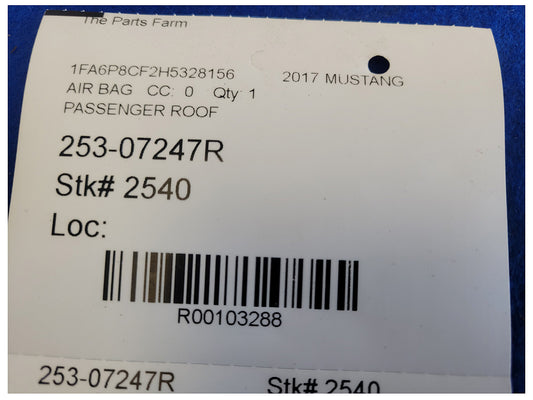 The Parts Farm
1FA6P8CF2H5328156 2017 MUSTANG
AIR BAG CC: 0 Qty: 1
PASSENGER ROOF
253-07247R
Stk# 2540
Loc:
R00103288
253-07247R Stk# 2540